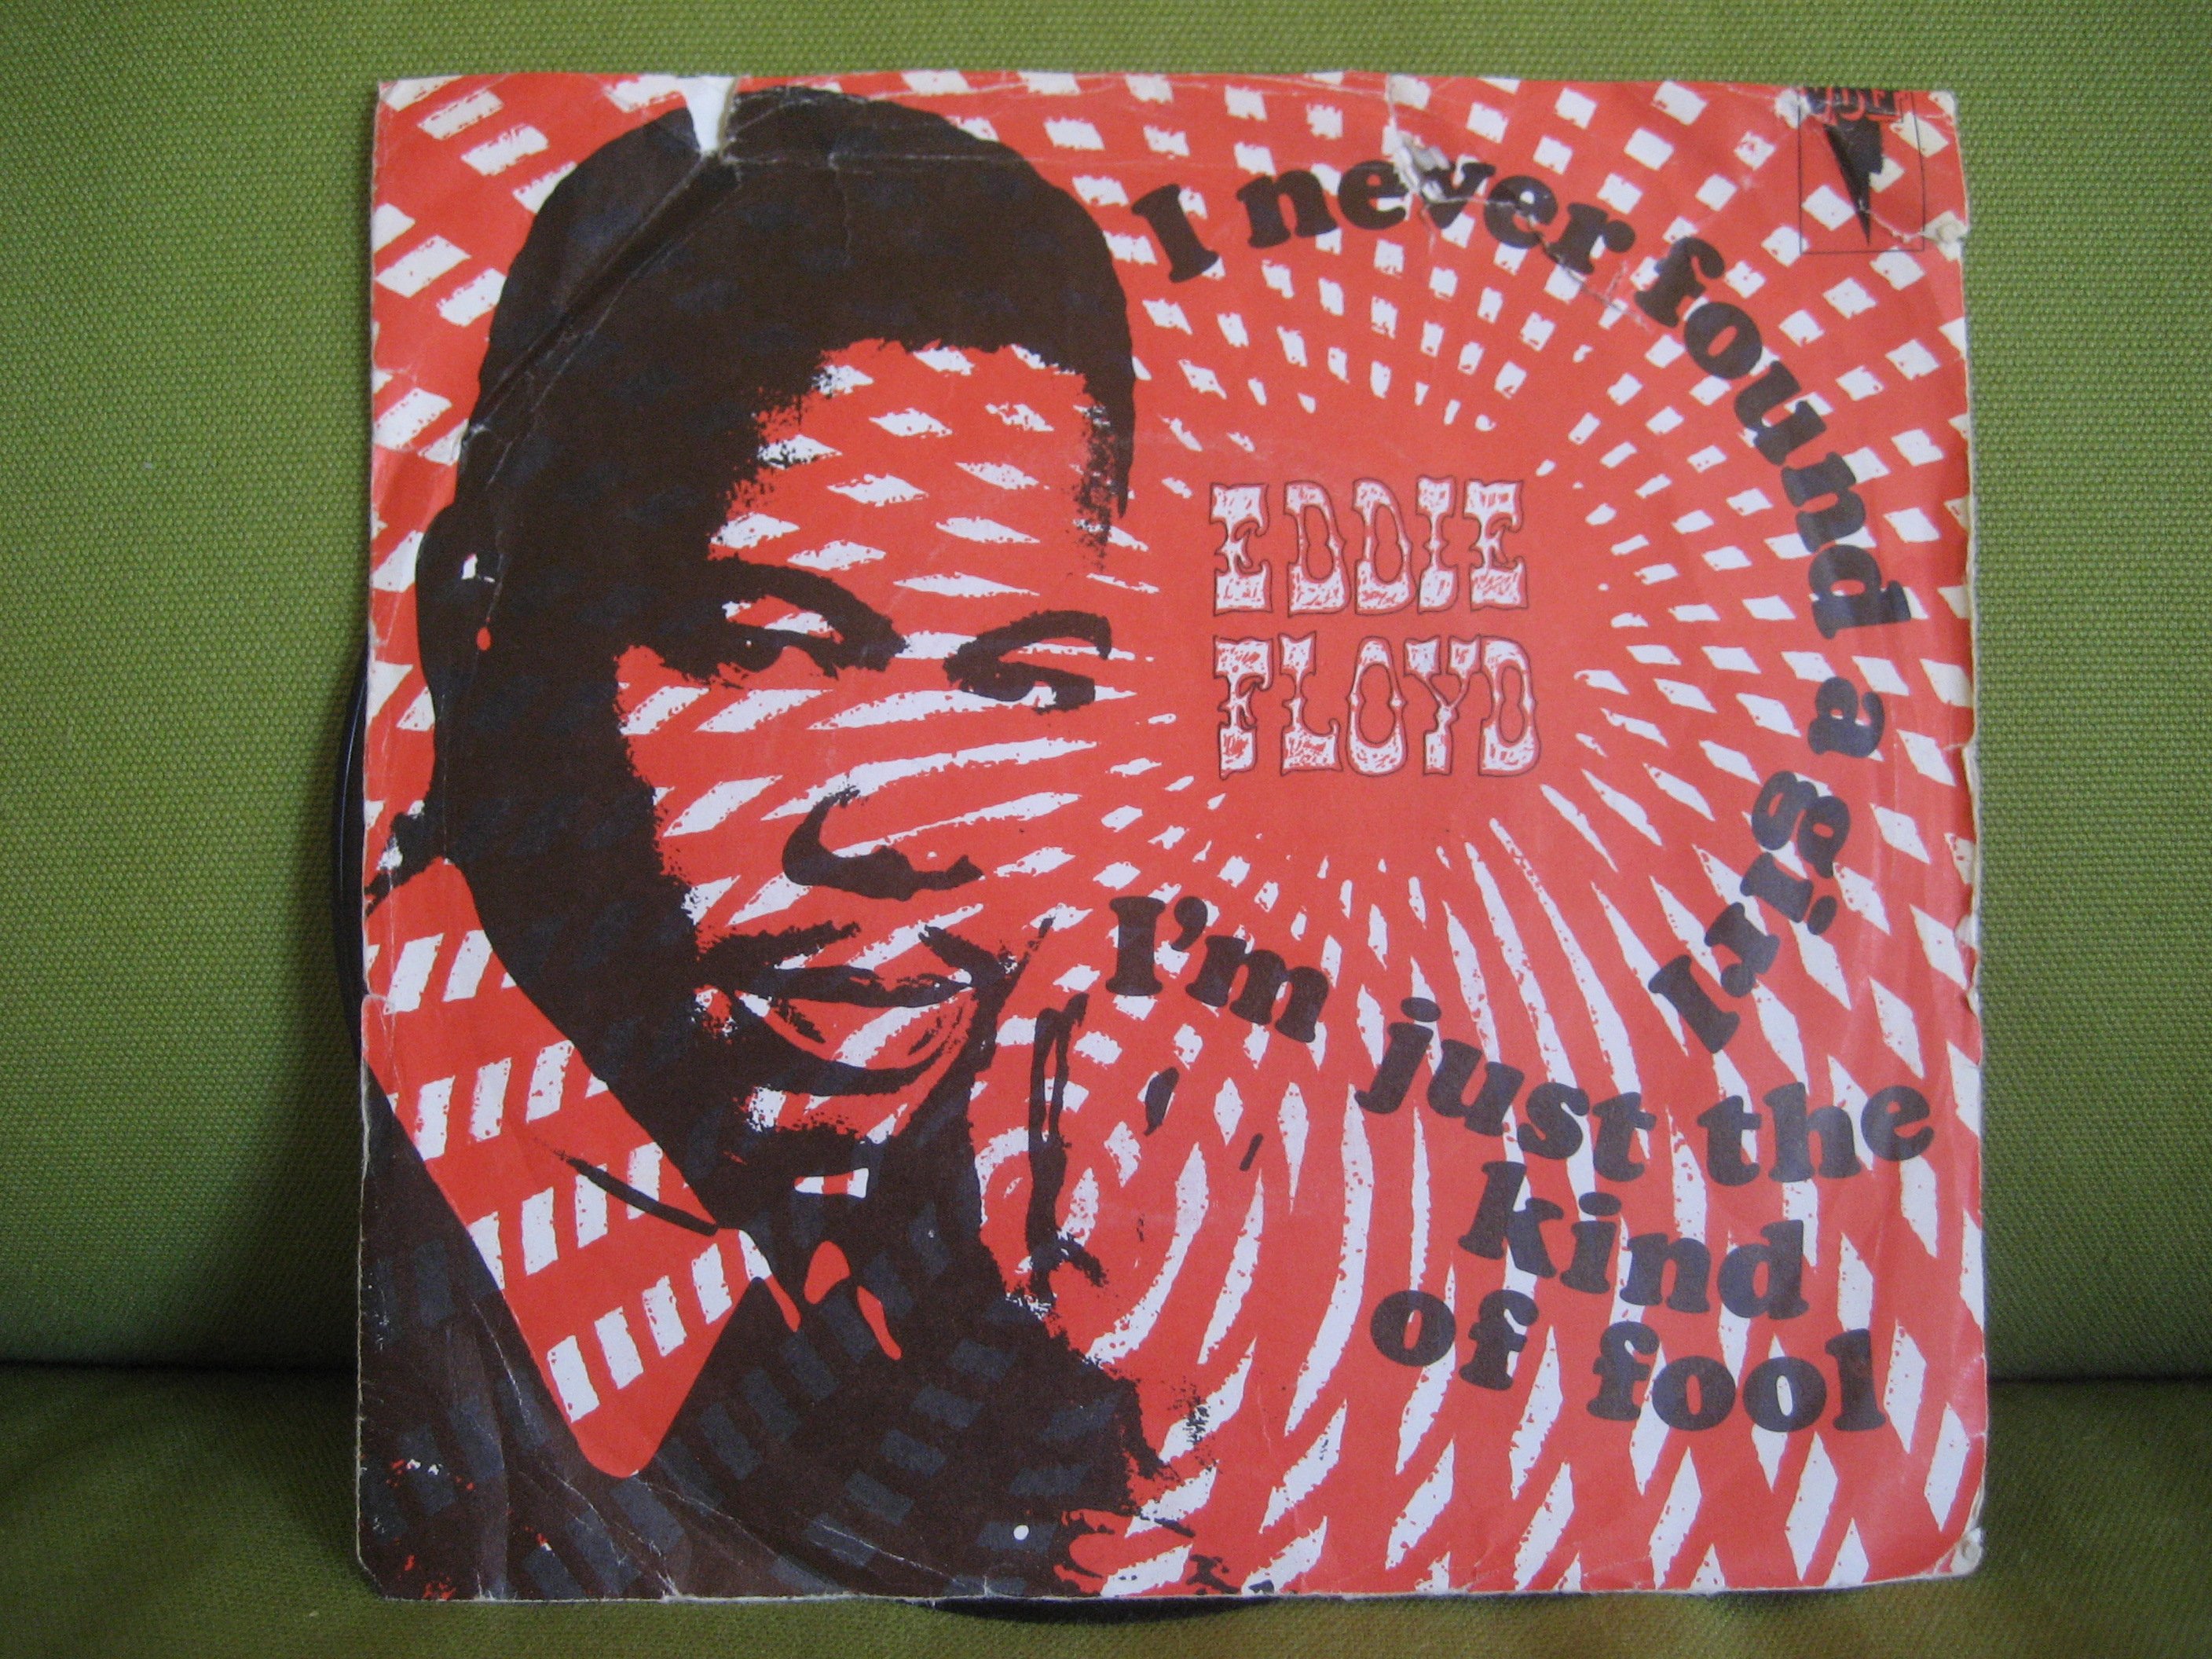 I never found a girl
EDDIE
FLOYD
I'm just the
kind
of fool